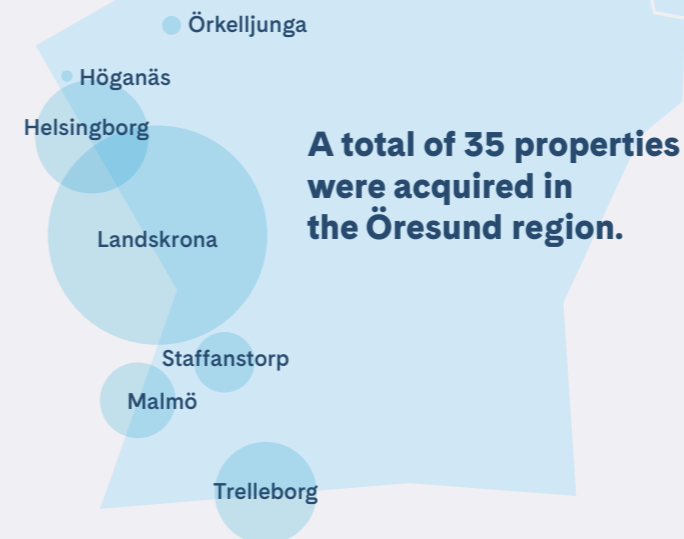 Örkelljunga
Höganäs
Helsingborg
A total of 35 properties
were acquired in
the Öresund region.
Landskrona
Staffanstorp
Malmö
Trelleborg